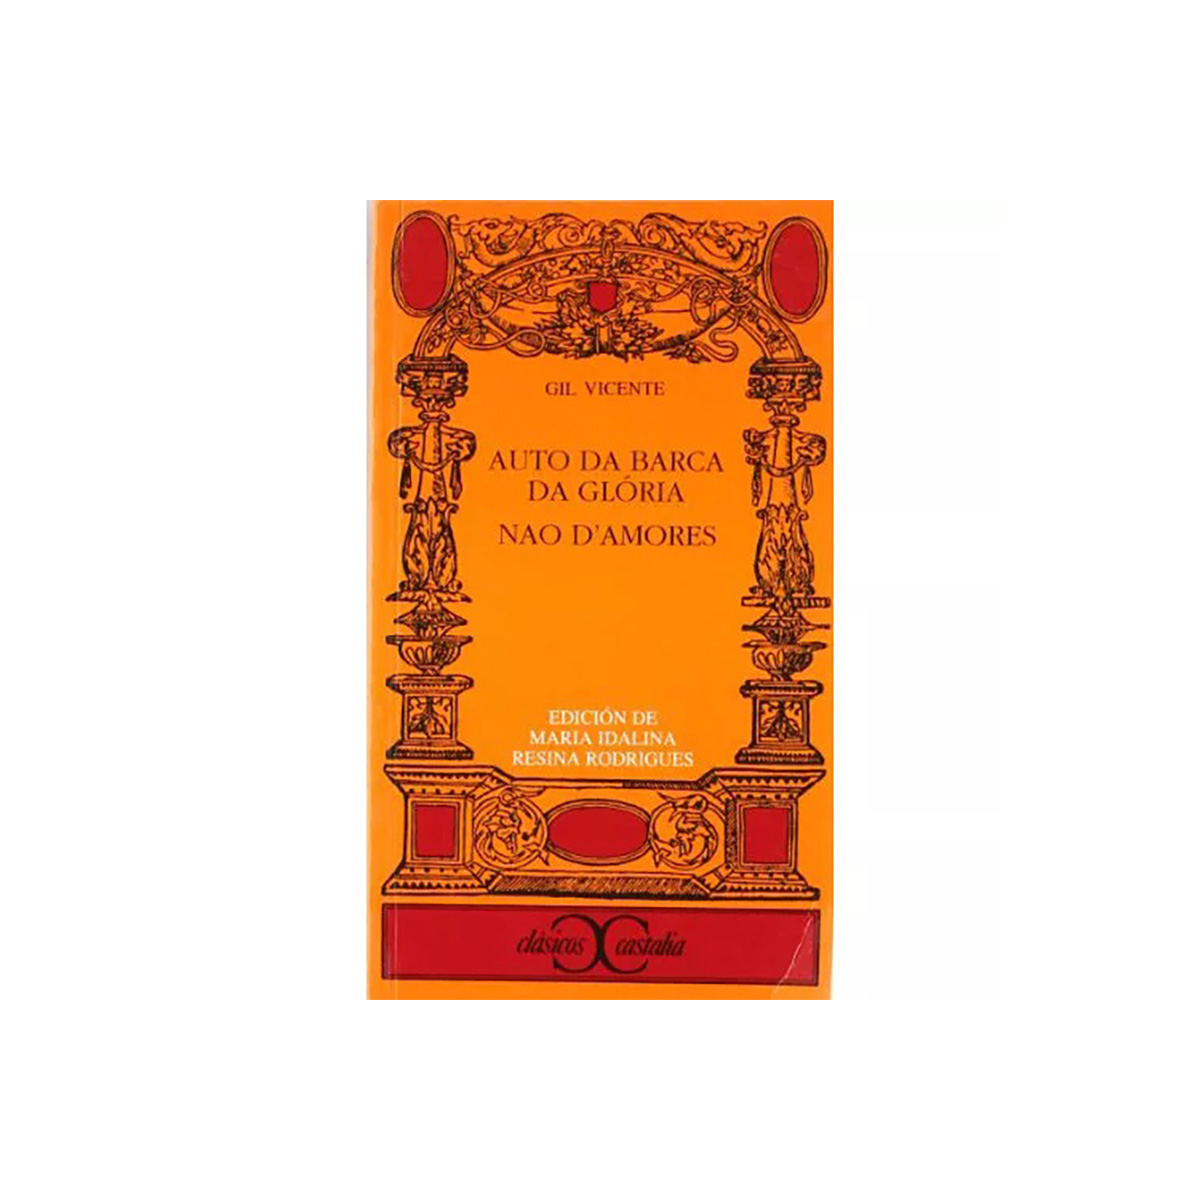 GIL VICENTE
AUTO DA BARCA
DA GLÓRIA
NAO D'AMORES
EDICIÓN DE
MARIA IDALINA
RESINA RODRIGUES
clásicos castalia